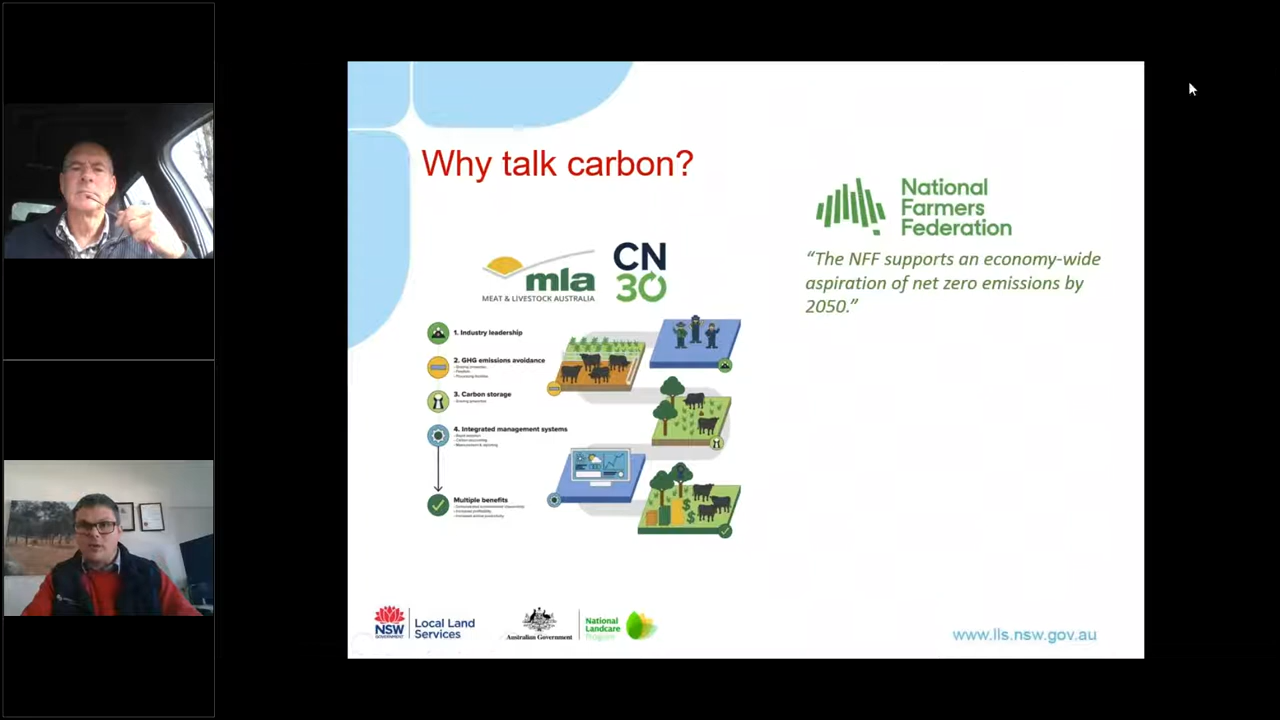 Why talk carbon?
National
Farmers
Federation
“The NFF supports an economy-wide
aspiration of net zero emissions by
2050.”
mla
MEAT & LIVESTOCK AUSTRALIA
CN
30
1. Industry leadership
2. GHG emissions avoidance
3. Carbon storage
4. Integrated management systems
Multiple benefits
NSW
GOVERNMENT
Local Land
Services
Australian Government
National
Landcare
Program
www.lls.nsw.gov.au